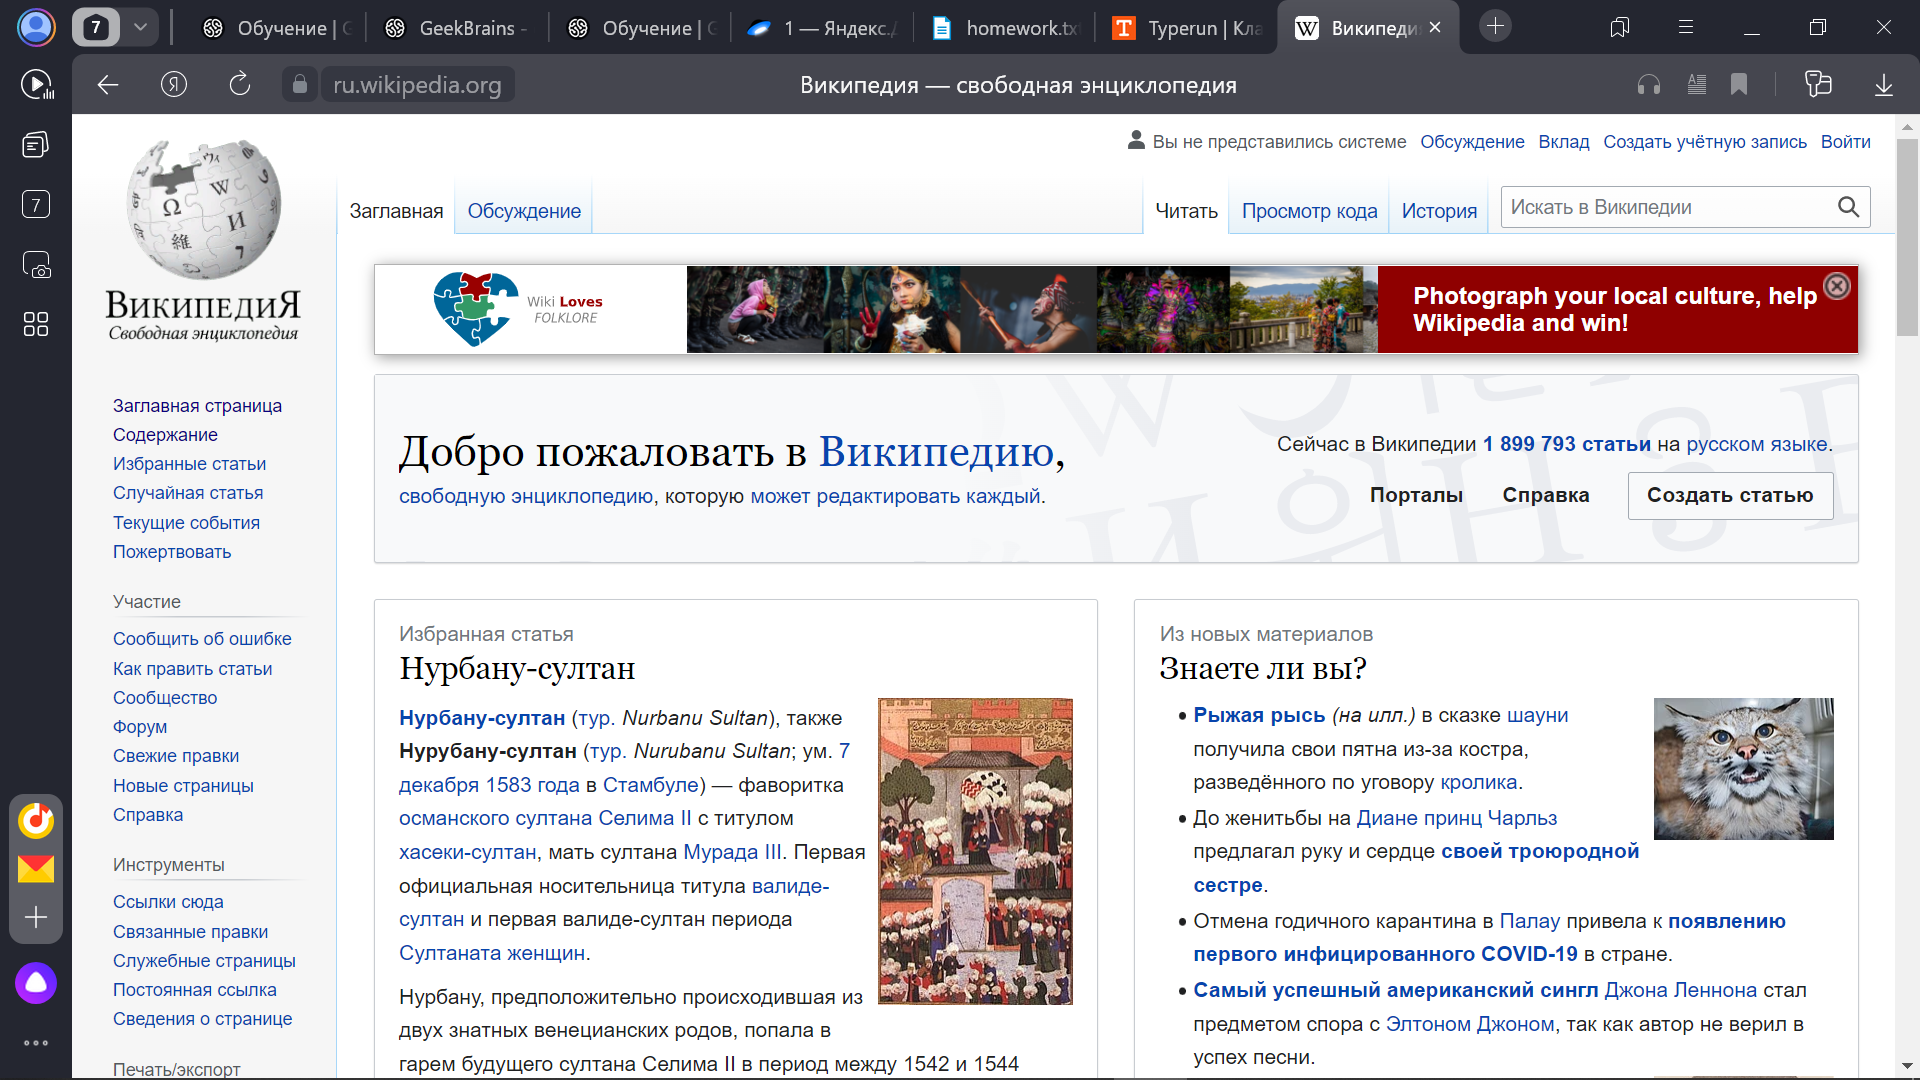 7
Обучение | G
GeekBrains -
Обучение | G
1 — Яндекс.Д
homework.txt
Typerun | Кла
Википеди
ru.wikipedia.org
Википедия — свободная энциклопедия
7
ВикипедиЯ
Свободная энциклопедия
Вы не представились системе Обсуждение Вклад Создать учётную запись Войти
Заглавная Обсуждение
Читать Просмотр кода История
Искать в Википедии
Wiki Loves
FOLKLORE
Photograph your local culture, help
Wikipedia and win!
Заглавная страница
Содержание
Избранные статьи
Случайная статья
Текущие события
Пожертвовать
Участие
Сообщить об ошибке
Как править статьи
Сообщество
Форум
Свежие правки
Новые страницы
Справка
Инструменты
Ссылки сюда
Связанные правки
Служебные страницы
Постоянная ссылка
Сведения о странице
Печать/экспорт
Добро пожаловать в Википедию,
свободную энциклопедию, которую может редактировать каждый.
Сейчас в Википедии 1 899 793 статьи на русском языке.
Порталы Справка Создать статью
Избранная статья
Нурбану-султан
Нурбану-султан (тур. Nurbanu Sultan), также
Нурубану-султан (тур. Nurubanu Sultan; ум. 7
декабря 1583 года в Стамбуле) — фаворитка
османского султана Селима II с титулом
хасеки-султан, мать султана Мурада III. Первая
официальная носительница титула валиде-
султан и первая валиде-султан периода
Султаната женщин.
Нурбану, предположительно происходившая из
двух знатных венецианских родов, попала в
гарем будущего султана Селима II в период между 1542 и 1544
Из новых материалов
Знаете ли вы?
Рыжая рысь (на илл.) в сказке шауни
получила свои пятна из-за костра,
разведённого по уговору кролика.
До женитьбы на Диане принц Чарльз
предлагал руку и сердце своей троюродной
сестре.
Отмена годичного карантина в Палау привела к появлению
первого инфицированного COVID-19 в стране.
Самый успешный американский сингл Джона Леннона стал
предметом спора с Элтоном Джоном, так как автор не верил в
успех песни.